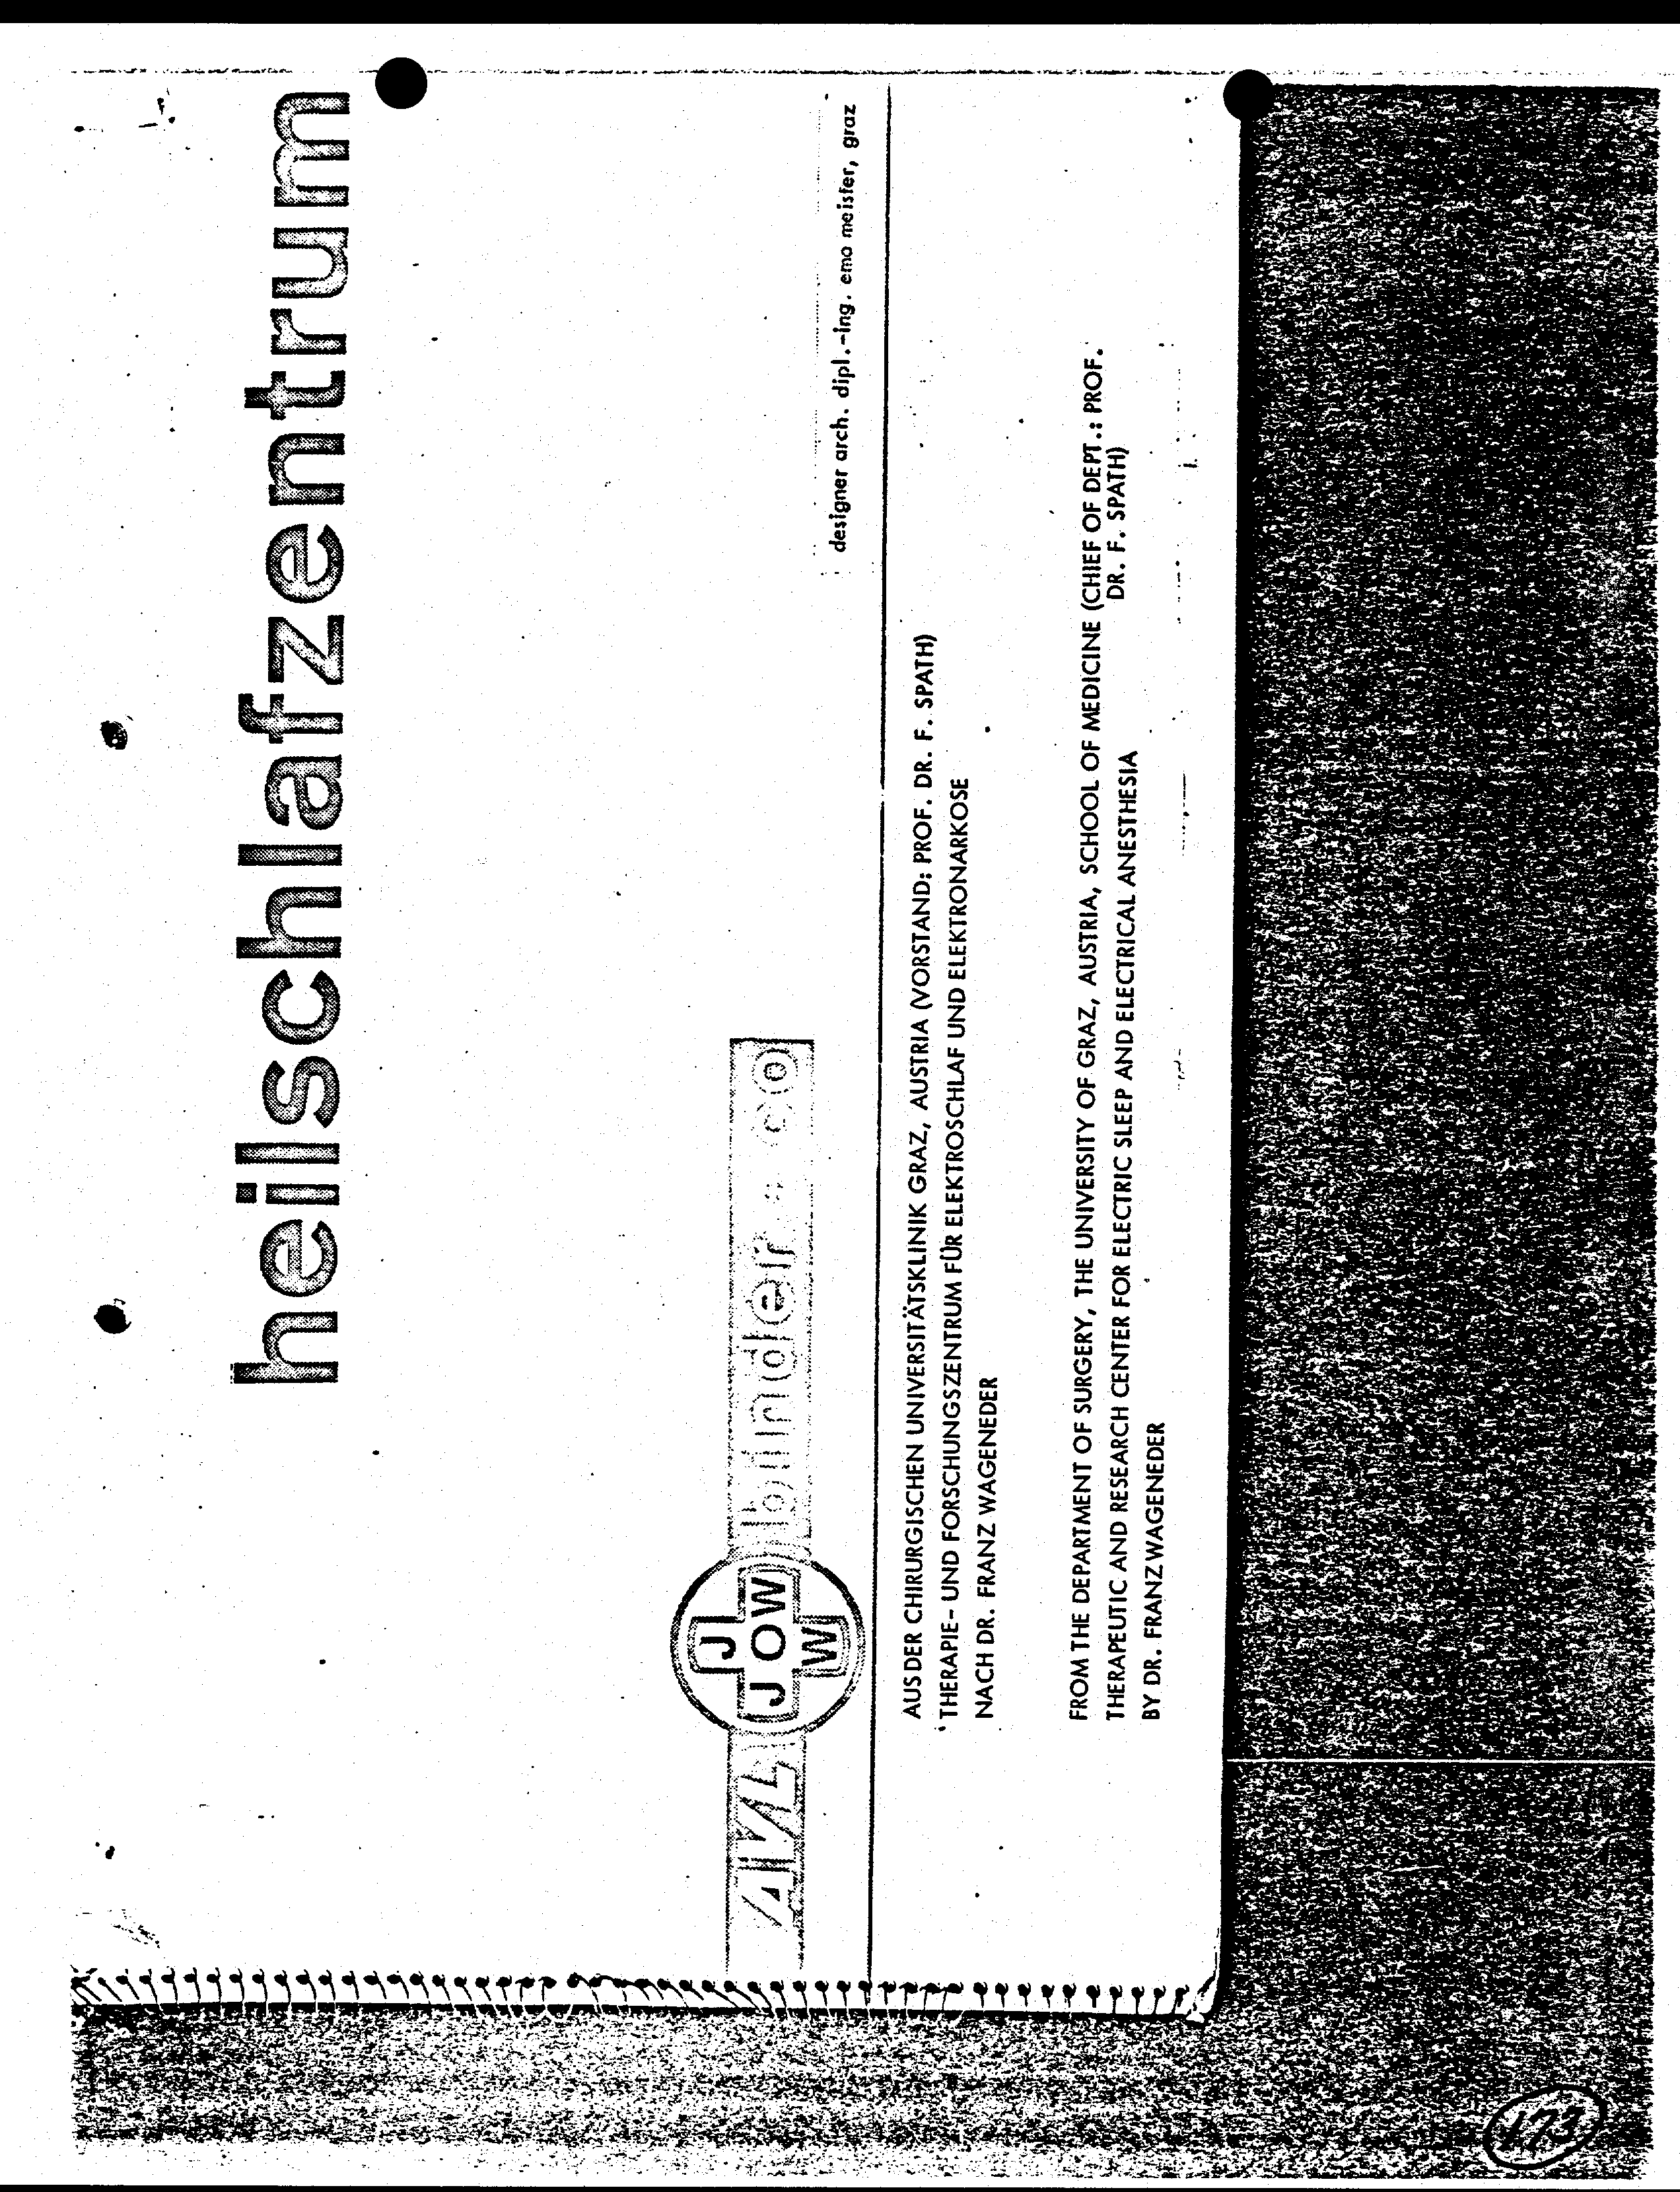 heilschlafzentrum
AVL
J
JOW
W
binder + co
designer arch. dipl.-ing. emo meisfer, graz
AUS DER CHIRURGISCHEN UNIVERSITÄTSKLINIK GRAZ, AUSTRIA (VORSTAND: PROF. DR. F. SPATH)
THERAPIE- UND FORSCHUNGSZENTRUM FÜR ELEKTROSCHLAF UND ELEKTRONARKOSE
NACH DR. FRANZ WAGENEDER
FROM THE DEPARTMENT OF SURGERY, THE UNIVERSITY OF GRAZ, AUSTRIA, SCHOOL OF MEDICINE (CHIEF OF DEPT.: PROF.
DR. F. SPATH)
THERAPEUTIC AND RESEARCH CENTER FOR ELECTRIC SLEEP AND ELECTRICAL ANESTHESIA
BY DR. FRANZ WAGENEDER
173